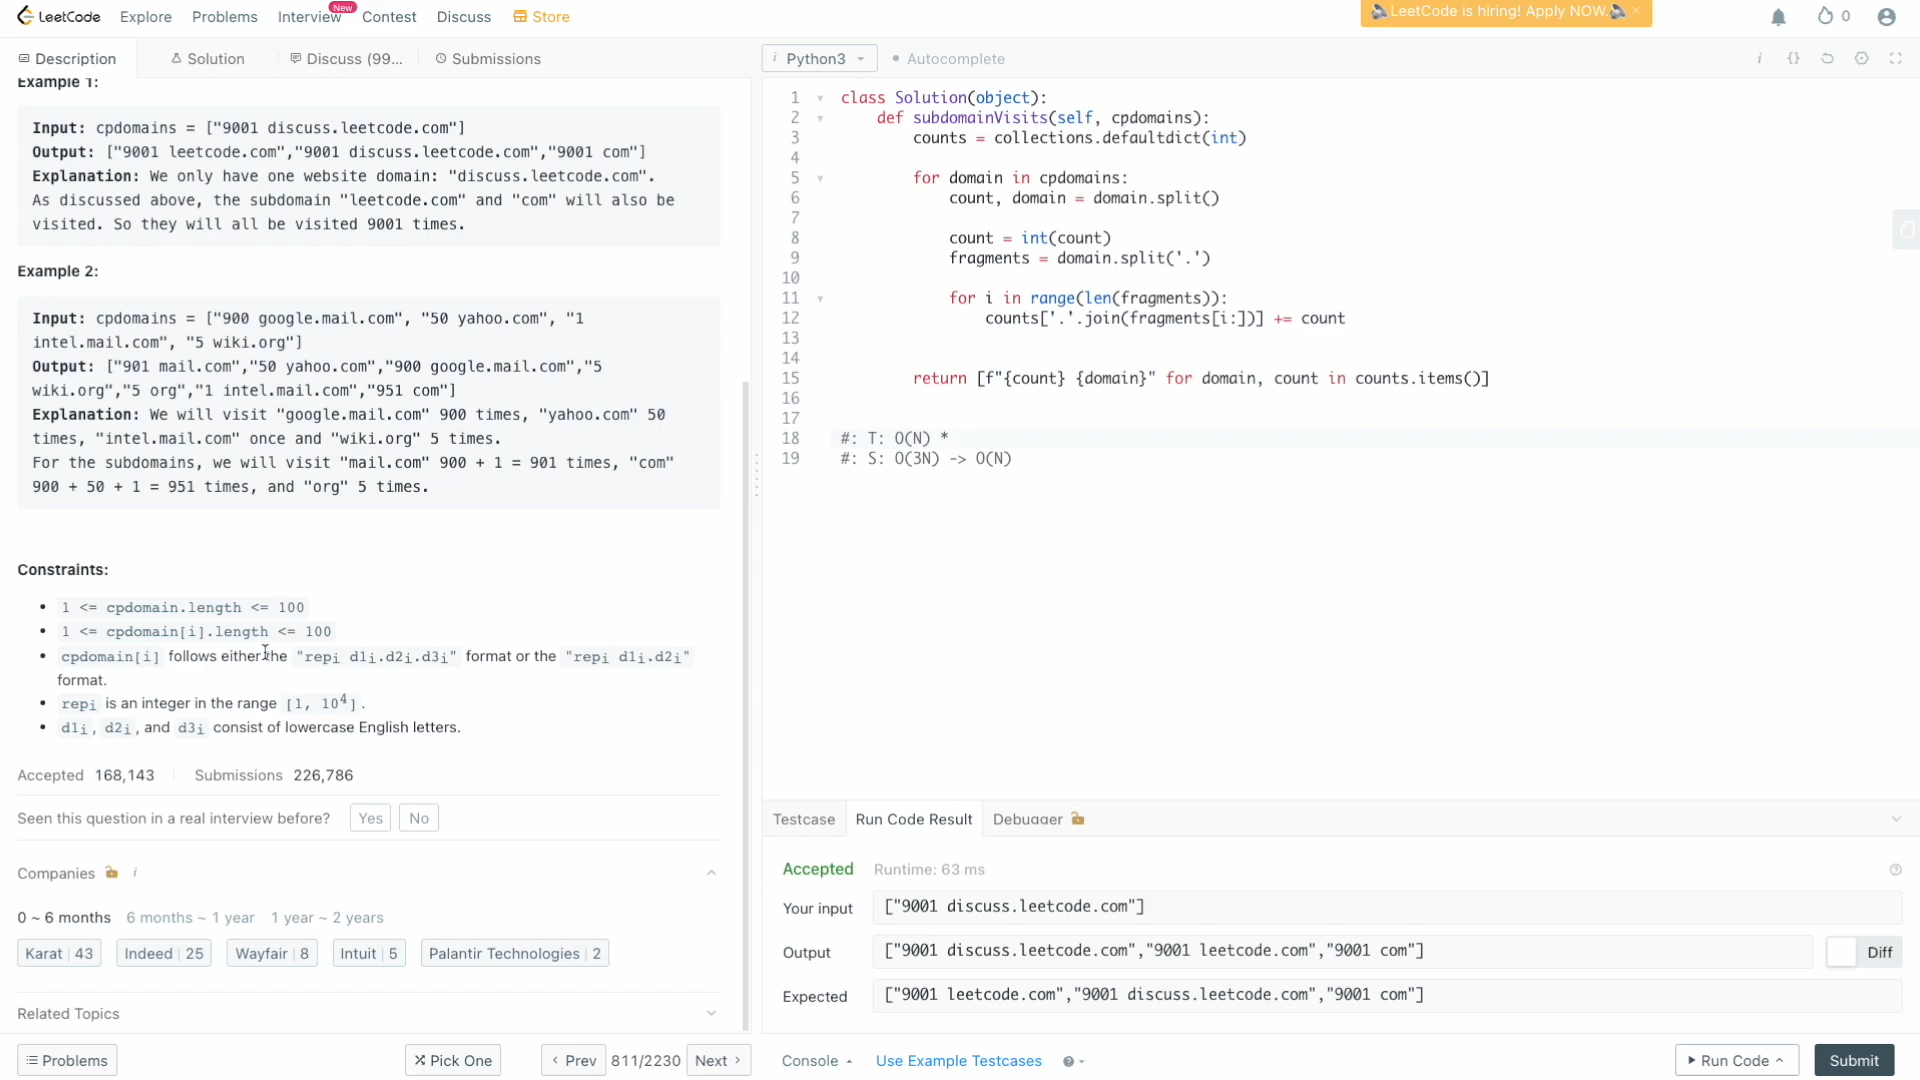 LeetCode Explore Problems Interview New Contest Discuss Store
LeetCode is hiring! Apply NOW. ×
0
Description Solution Discuss (99... Submissions
i Python3 • Autocomplete
i {}
Example 1:
Input: cpdomains = ["9001 discuss.leetcode.com"]
Output: ["9001 leetcode.com","9001 discuss.leetcode.com","9001 com"]
Explanation: We only have one website domain: "discuss.leetcode.com".
As discussed above, the subdomain "leetcode.com" and "com" will also be
visited. So they will all be visited 9001 times.
Example 2:
Input: cpdomains = ["900 google.mail.com", "50 yahoo.com", "1
intel.mail.com", "5 wiki.org"]
Output: ["901 mail.com","50 yahoo.com","900 google.mail.com","5
wiki.org","5 org","1 intel.mail.com","951 com"]
Explanation: We will visit "google.mail.com" 900 times, "yahoo.com" 50
times, "intel.mail.com" once and "wiki.org" 5 times.
For the subdomains, we will visit "mail.com" 900 + 1 = 901 times, "com"
900 + 50 + 1 = 951 times, and "org" 5 times.
Constraints:
• 1 <= cpdomain.length <= 100
• 1 <= cpdomain[i].length <= 100
• cpdomain[i] follows either the "repi d1i.d2i.d3i" format or the "repi d1i.d2i"
format.
• repi is an integer in the range [1, 10^4].
• d1i, d2i, and d3i consist of lowercase English letters.
Accepted 168,143 Submissions 226,786
Seen this question in a real interview before? Yes No
Companies i
0 ~ 6 months 6 months ~ 1 year 1 year ~ 2 years
Karat | 43 Indeed | 25 Wayfair | 8 Intuit | 5 Palantir Technologies | 2
Related Topics
Problems Pick One Prev 811/2230 Next
1 class Solution(object):
2 def subdomainVisits(self, cpdomains):
3 counts = collections.defaultdict(int)
4
5 for domain in cpdomains:
6 count, domain = domain.split()
7
8 count = int(count)
9 fragments = domain.split('.')
10
11 for i in range(len(fragments)):
12 counts['.'.join(fragments[i:])] += count
13
14
15 return [f"{count} {domain}" for domain, count in counts.items()]
16
17
18 #: T: O(N) *
19 #: S: O(3N) -> O(N)
Testcase Run Code Result Debugger
Accepted Runtime: 63 ms
Your input ["9001 discuss.leetcode.com"]
Output ["9001 discuss.leetcode.com","9001 leetcode.com","9001 com"] Diff
Expected ["9001 leetcode.com","9001 discuss.leetcode.com","9001 com"]
Console Use Example Testcases Run Code Submit